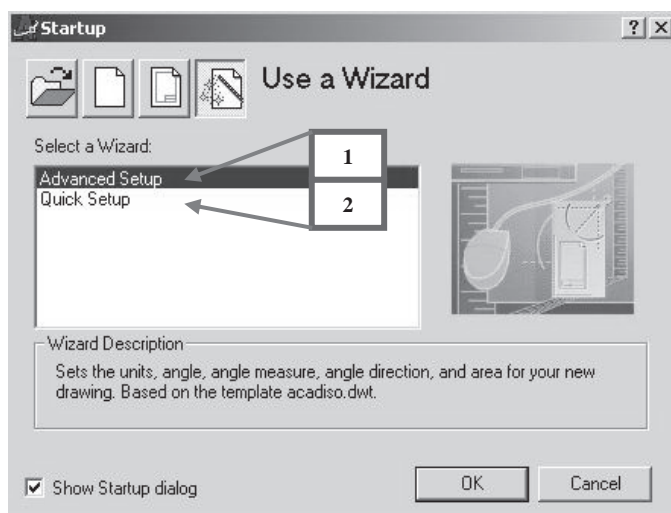 Startup
Use a Wizard
Select a Wizard:
Advanced Setup
Quick Setup
1
2
Wizard Description
Sets the units, angle, angle measure, angle direction, and area for your new
drawing. Based on the template acadiso.dwt.
Show Startup dialog
OK
Cancel